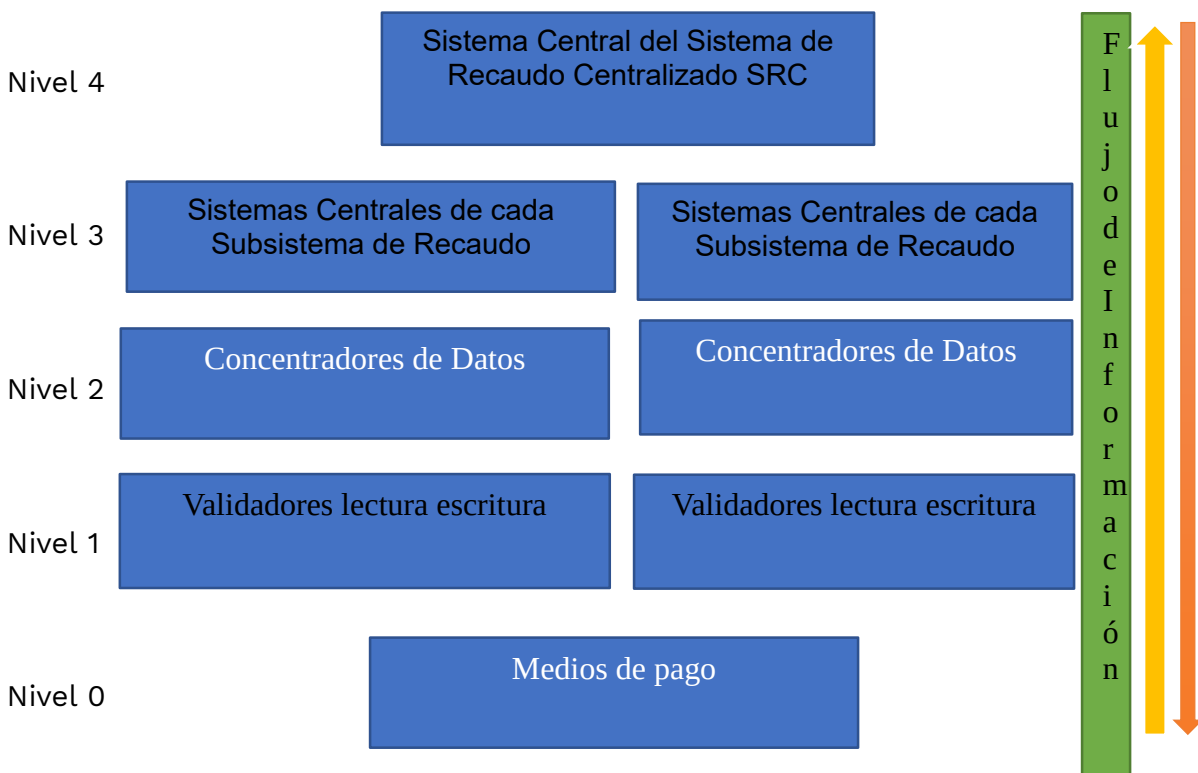 Sistema Central del Sistema de
Recaudo Centralizado SRC
Nivel 4
Sistemas Centrales de cada
Subsistema de Recaudo
Sistemas Centrales de cada
Subsistema de Recaudo
Nivel 3
Concentradores de Datos
Concentradores de Datos
Nivel 2
Validadores lectura escritura
Validadores lectura escritura
Nivel 1
Medios de pago
Nivel 0
F
l
u
j
o
d
e
I
n
f
o
r
m
a
c
i
ó
n